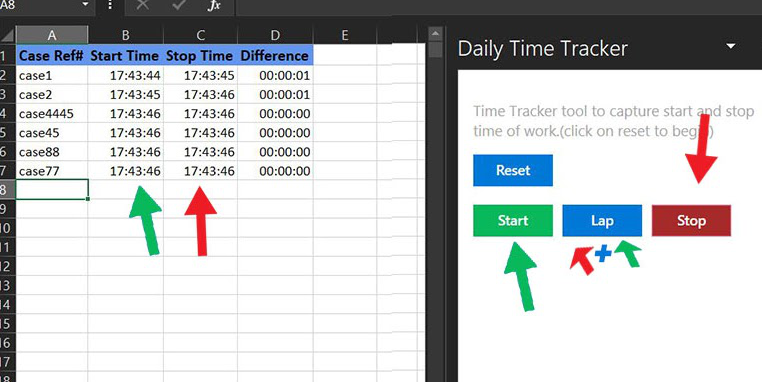 A8
fx
A B C D E
1 Case Ref# Start Time Stop Time Difference
2 case1 17:43:44 17:43:45 00:00:01
3 case2 17:43:45 17:43:46 00:00:01
4 case4445 17:43:46 17:43:46 00:00:00
5 case45 17:43:46 17:43:46 00:00:00
6 case88 17:43:46 17:43:46 00:00:00
7 case77 17:43:46 17:43:46 00:00:00
8
9
10
11
12
13
14
15
16
17
18
Daily Time Tracker
Time Tracker tool to capture start and stop
time of work.(click on reset to begin)
Reset
Start Lap Stop